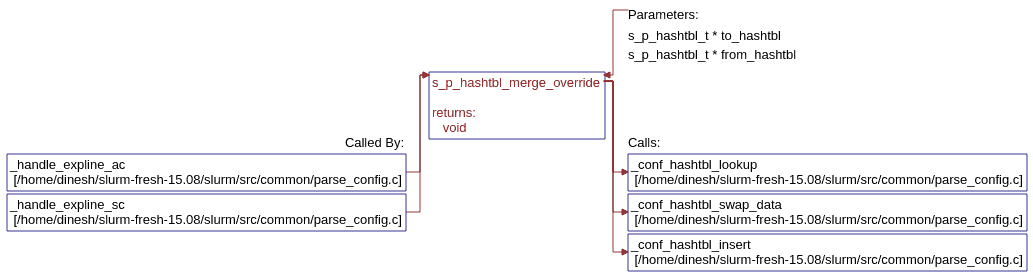 Parameters:
s_p_hashtbl_t * to_hashtbl
s_p_hashtbl_t * from_hashtbl
s_p_hashtbl_merge_override
returns:
void
Called By:
_handle_expline_ac
[/home/dinesh/slurm-fresh-15.08/slurm/src/common/parse_config.c]
_handle_expline_sc
[/home/dinesh/slurm-fresh-15.08/slurm/src/common/parse_config.c]
Calls:
_conf_hashtbl_lookup
[/home/dinesh/slurm-fresh-15.08/slurm/src/common/parse_config.c]
_conf_hashtbl_swap_data
[/home/dinesh/slurm-fresh-15.08/slurm/src/common/parse_config.c]
_conf_hashtbl_insert
[/home/dinesh/slurm-fresh-15.08/slurm/src/common/parse_config.c]